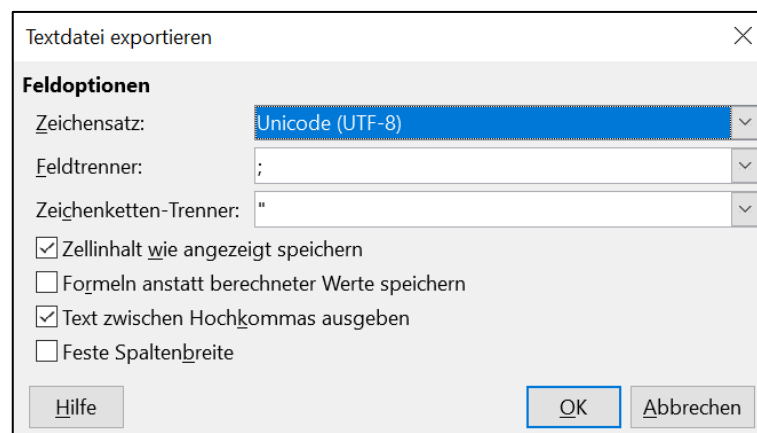 Textdatei exportieren
Feldoptionen
Zeichensatz: Unicode (UTF-8)
Feldtrenner: ;
Zeichenketten-Trenner: "
Zellinhalt wie angezeigt speichern
Formeln anstatt berechneter Werte speichern
Text zwischen Hochkommas ausgeben
Feste Spaltenbreite
Hilfe OK Abbrechen